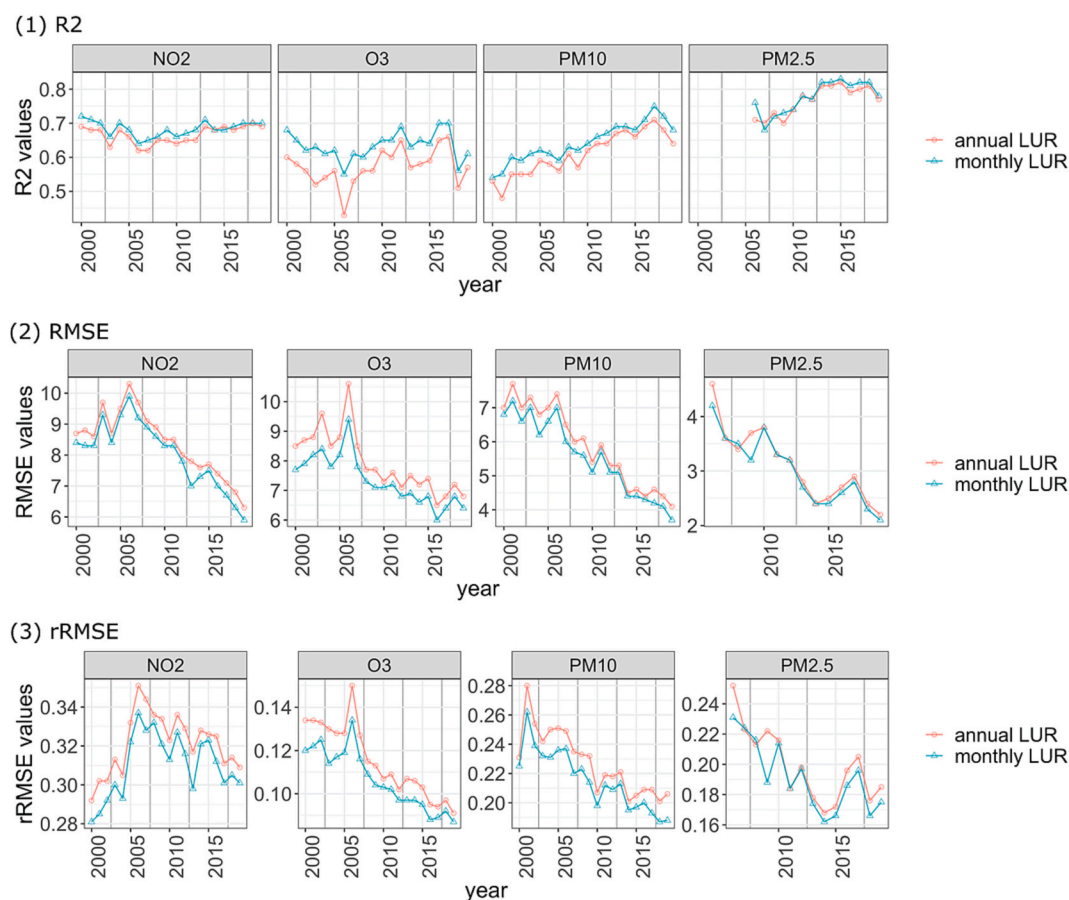 (1) R2
NO2 O3 PM10 PM2.5
0.8
0.7
0.6
0.5
R2 values
2000 2005 2010 2015 2000 2005 2010 2015 2000 2005 2010 2015 2000 2005 2010 2015
year
annual LUR
monthly LUR
(2) RMSE
NO2 O3 PM10 PM2.5
10
9
8
7
6
10
9
8
7
6
7
6
5
4
4
3
2
RMSE values
2000 2005 2010 2015 2000 2005 2010 2015 2000 2005 2010 2015 2010 2015
year
annual LUR
monthly LUR
(3) rRMSE
NO2 O3 PM10 PM2.5
0.34
0.32
0.30
0.28
0.14
0.12
0.10
0.28
0.26
0.24
0.22
0.20
0.24
0.22
0.20
0.18
0.16
rRMSE values
2000 2005 2010 2015 2000 2005 2010 2015 2000 2005 2010 2015 2010 2015
year
annual LUR
monthly LUR